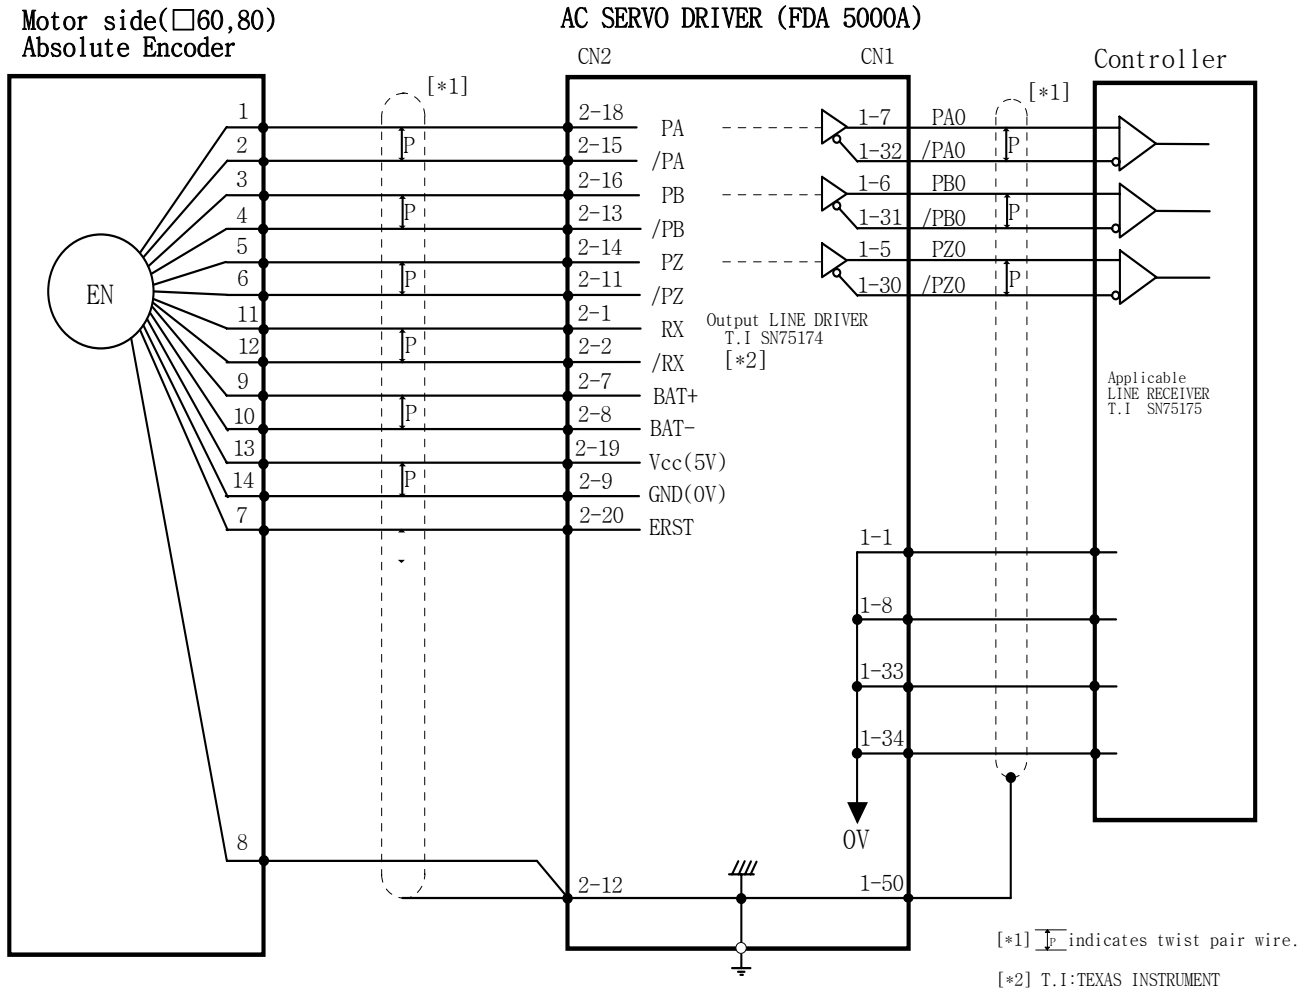 Motor side(□60,80)
Absolute Encoder
AC SERVO DRIVER (FDA 5000A)
CN2
CN1
Controller
[*1]
[*1]
1
2-18
PA
1-7
PAO
P
P
2
2-15
/PA
1-32
/PAO
3
2-16
PB
1-6
PBO
P
P
4
2-13
/PB
1-31
/PBO
5
2-14
PZ
1-5
PZO
P
P
6
2-11
/PZ
1-30
/PZO
EN
11
2-1
RX
P
12
2-2
/RX
Output LINE DRIVER
T.I SN75174
[*2]
9
2-7
BAT+
P
10
2-8
BAT-
Applicable
LINE RECEIVER
T.I SN75175
13
2-19
Vcc(5V)
P
14
2-9
GND(0V)
7
2-20
ERST
1-1
1-8
1-33
1-34
0V
8
2-12
1-50
[*1] P indicates twist pair wire.
[*2] T.I:TEXAS INSTRUMENT